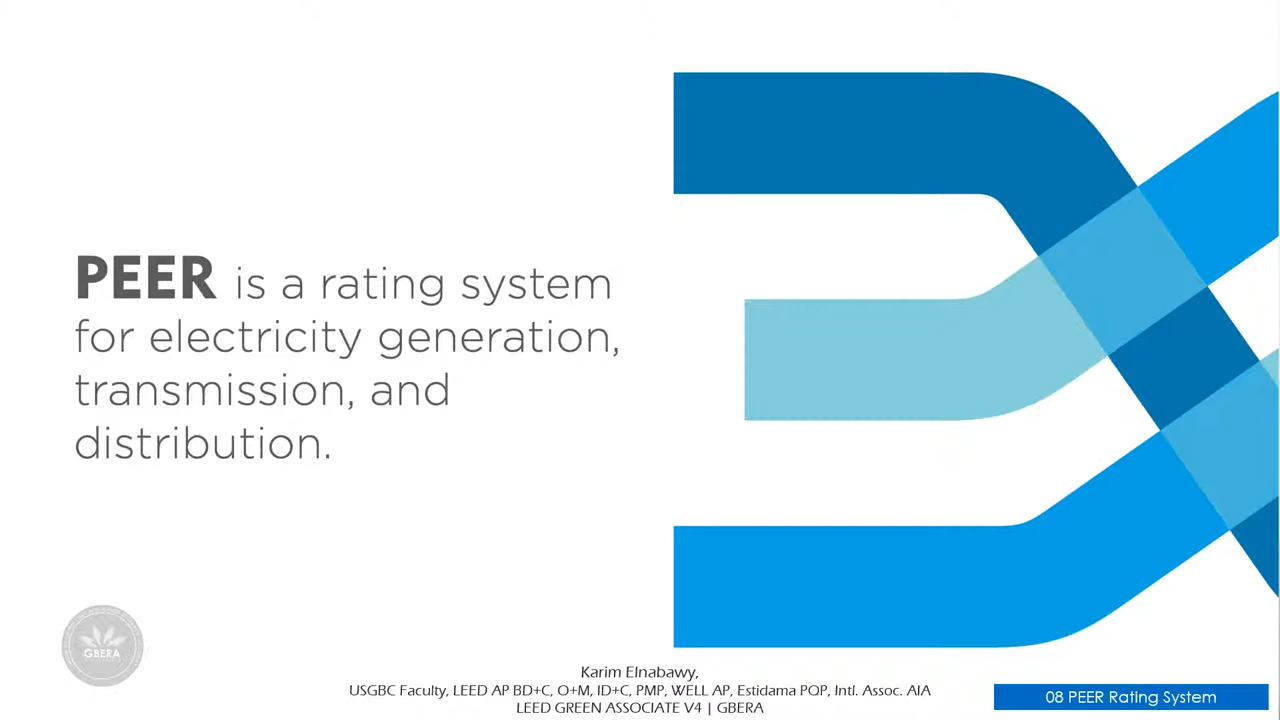 PEER is a rating system
for electricity generation,
transmission, and
distribution.
GBERA
Karim Elnabawy,
USGBC Faculty, LEED AP BD+C, O+M, ID+C, PMP, WELL AP, Estidama PQP, Intl. Assoc. AIA
LEED GREEN ASSOCIATE V4 | GBERA
08 PEER Rating System